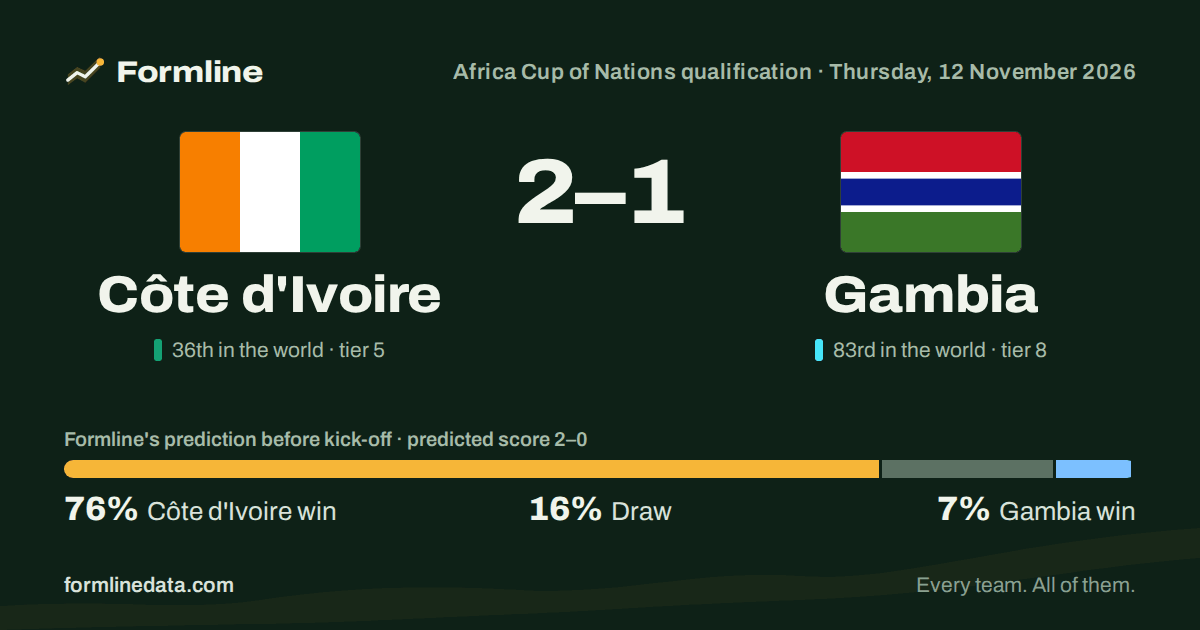 Formline
Africa Cup of Nations qualification · Thursday, 12 November 2026
2–1
Côte d'Ivoire
Gambia
36th in the world · tier 5
83rd in the world · tier 8
Formline's prediction before kick-off · predicted score 2–0
76% Côte d'Ivoire win
16% Draw
7% Gambia win
formlinedata.com
Every team. All of them.